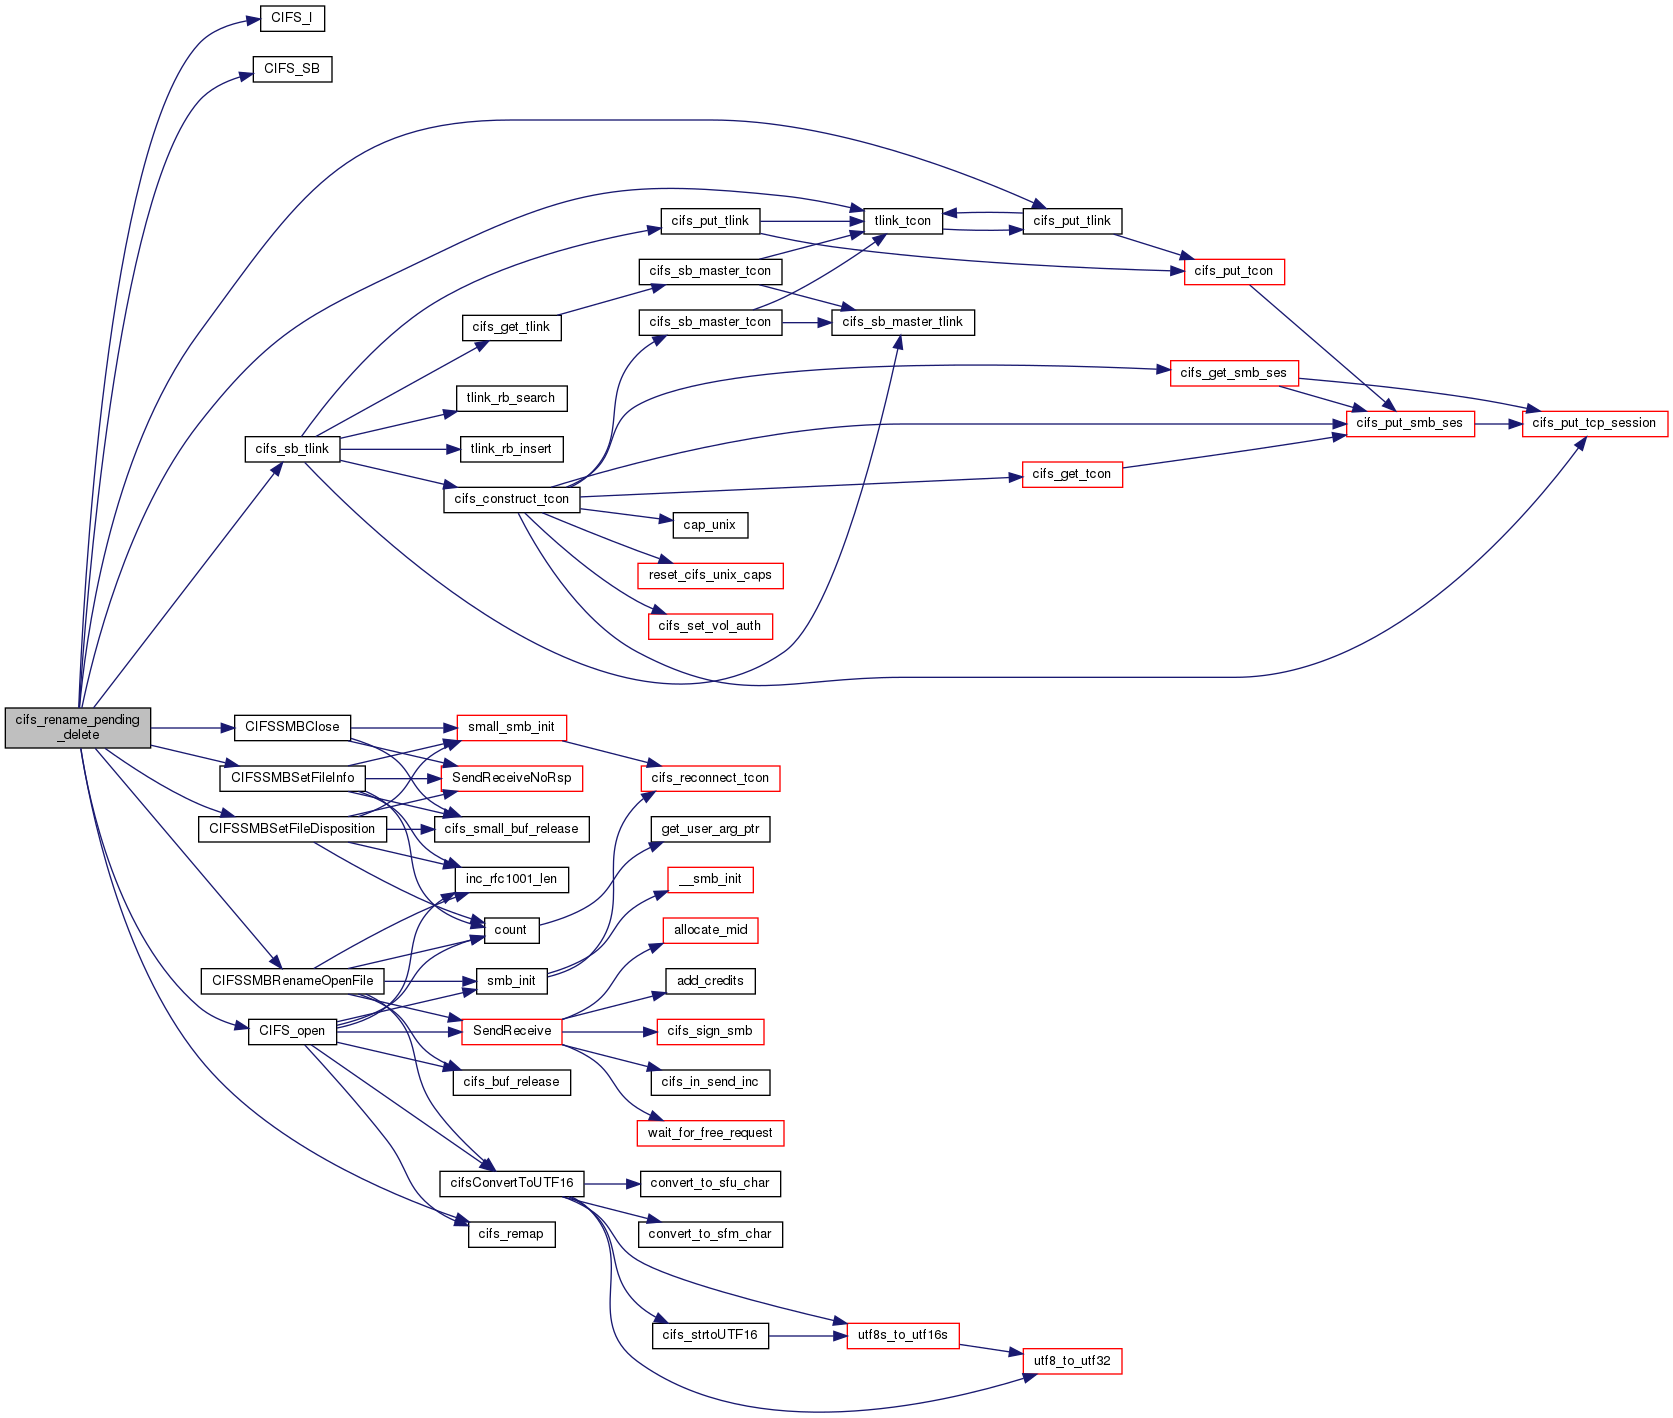 CIFS_I
CIFS_SB
cifs_put_tlink
tlink_tcon
cifs_put_tlink
cifs_sb_master_tcon
cifs_put_tcon
cifs_get_tlink
cifs_sb_master_tcon
cifs_sb_master_tlink
cifs_get_smb_ses
tlink_rb_search
cifs_put_smb_ses
cifs_put_tcp_session
cifs_sb_tlink
tlink_rb_insert
cifs_get_tcon
cifs_construct_tcon
cap_unix
reset_cifs_unix_caps
cifs_set_vol_auth
cifs_rename_pending
_delete
CIFSSMBClose
small_smb_init
CIFSSMBSetFileInfo
SendReceiveNoRsp
cifs_reconnect_tcon
CIFSSMBSetFileDisposition
cifs_small_buf_release
get_user_arg_ptr
inc_rfc1001_len
__smb_init
count
allocate_mid
CIFSSMBRenameOpenFile
smb_init
add_credits
CIFS_open
SendReceive
cifs_sign_smb
cifs_buf_release
cifs_in_send_inc
wait_for_free_request
cifsConvertToUTF16
convert_to_sfu_char
cifs_remap
convert_to_sfm_char
cifs_strtoUTF16
utf8s_to_utf16s
utf8_to_utf32